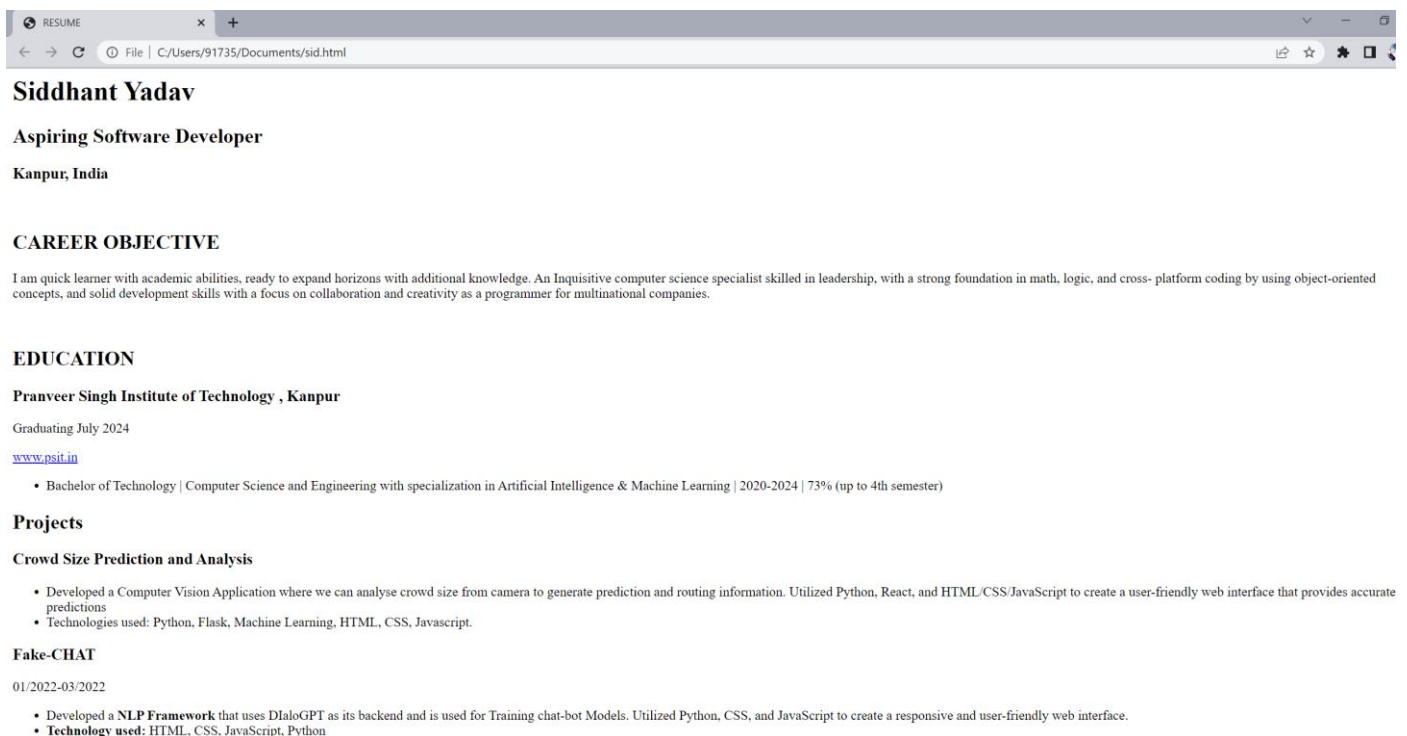 RESUME
File | C:/Users/91735/Documents/sid.html
Siddhant Yadav
Aspiring Software Developer
Kanpur, India
CAREER OBJECTIVE
I am quick learner with academic abilities, ready to expand horizons with additional knowledge. An Inquisitive computer science specialist skilled in leadership, with a strong foundation in math, logic, and cross- platform coding by using object-oriented
concepts, and solid development skills with a focus on collaboration and creativity as a programmer for multinational companies.
EDUCATION
Pranveer Singh Institute of Technology , Kanpur
Graduating July 2024
www.psit.in
• Bachelor of Technology | Computer Science and Engineering with specialization in Artificial Intelligence & Machine Learning | 2020-2024 | 73% (up to 4th semester)
Projects
Crowd Size Prediction and Analysis
• Developed a Computer Vision Application where we can analyse crowd size from camera to generate prediction and routing information. Utilized Python, React, and HTML/CSS/JavaScript to create a user-friendly web interface that provides accurate
predictions
• Technologies used: Python, Flask, Machine Learning, HTML, CSS, Javascript.
Fake-CHAT
01/2022-03/2022
• Developed a NLP Framework that uses DIaloGPT as its backend and is used for Training chat-bot Models. Utilized Python, CSS, and JavaScript to create a responsive and user-friendly web interface.
• Technology used: HTML, CSS, JavaScript, Python